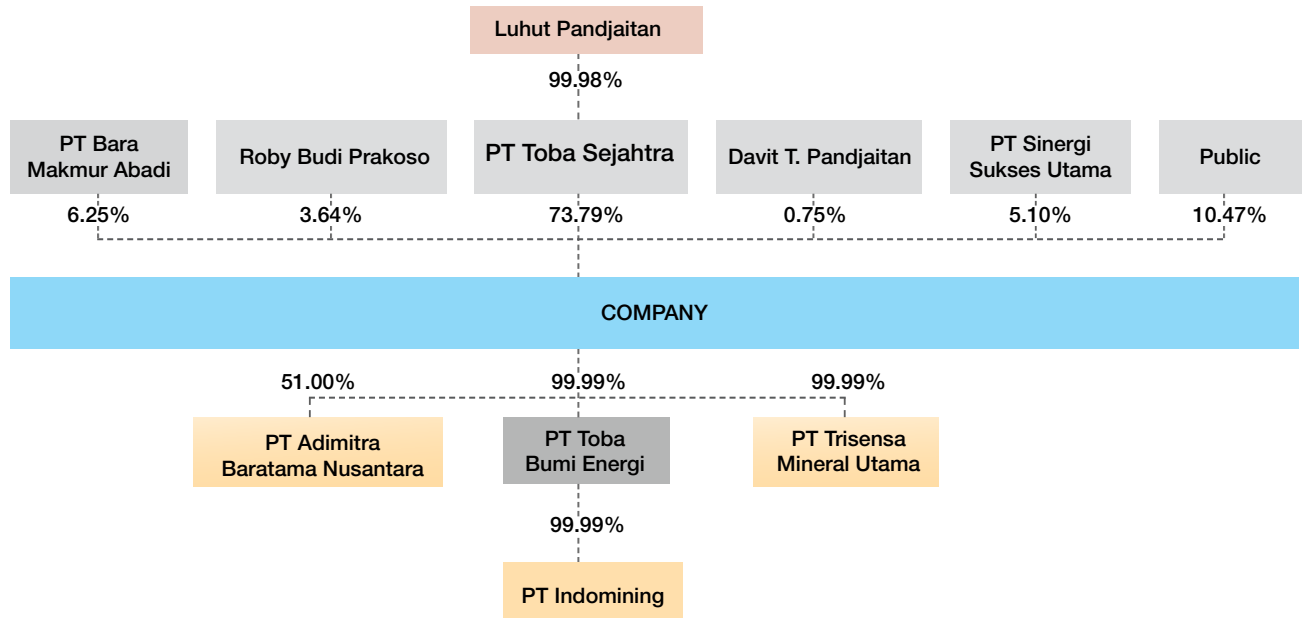 Luhut Pandjaitan
99.98%
PT Bara
Makmur Abadi
Roby Budi Prakoso
PT Toba Sejahtra
Davit T. Pandjaitan
PT Sinergi
Sukses Utama
Public
6.25%
3.64%
73.79%
0.75%
5.10%
10.47%
COMPANY
51.00%
99.99%
99.99%
PT Adimitra
Baratama Nusantara
PT Toba
Bumi Energi
PT Trisensa
Mineral Utama
99.99%
PT Indomining